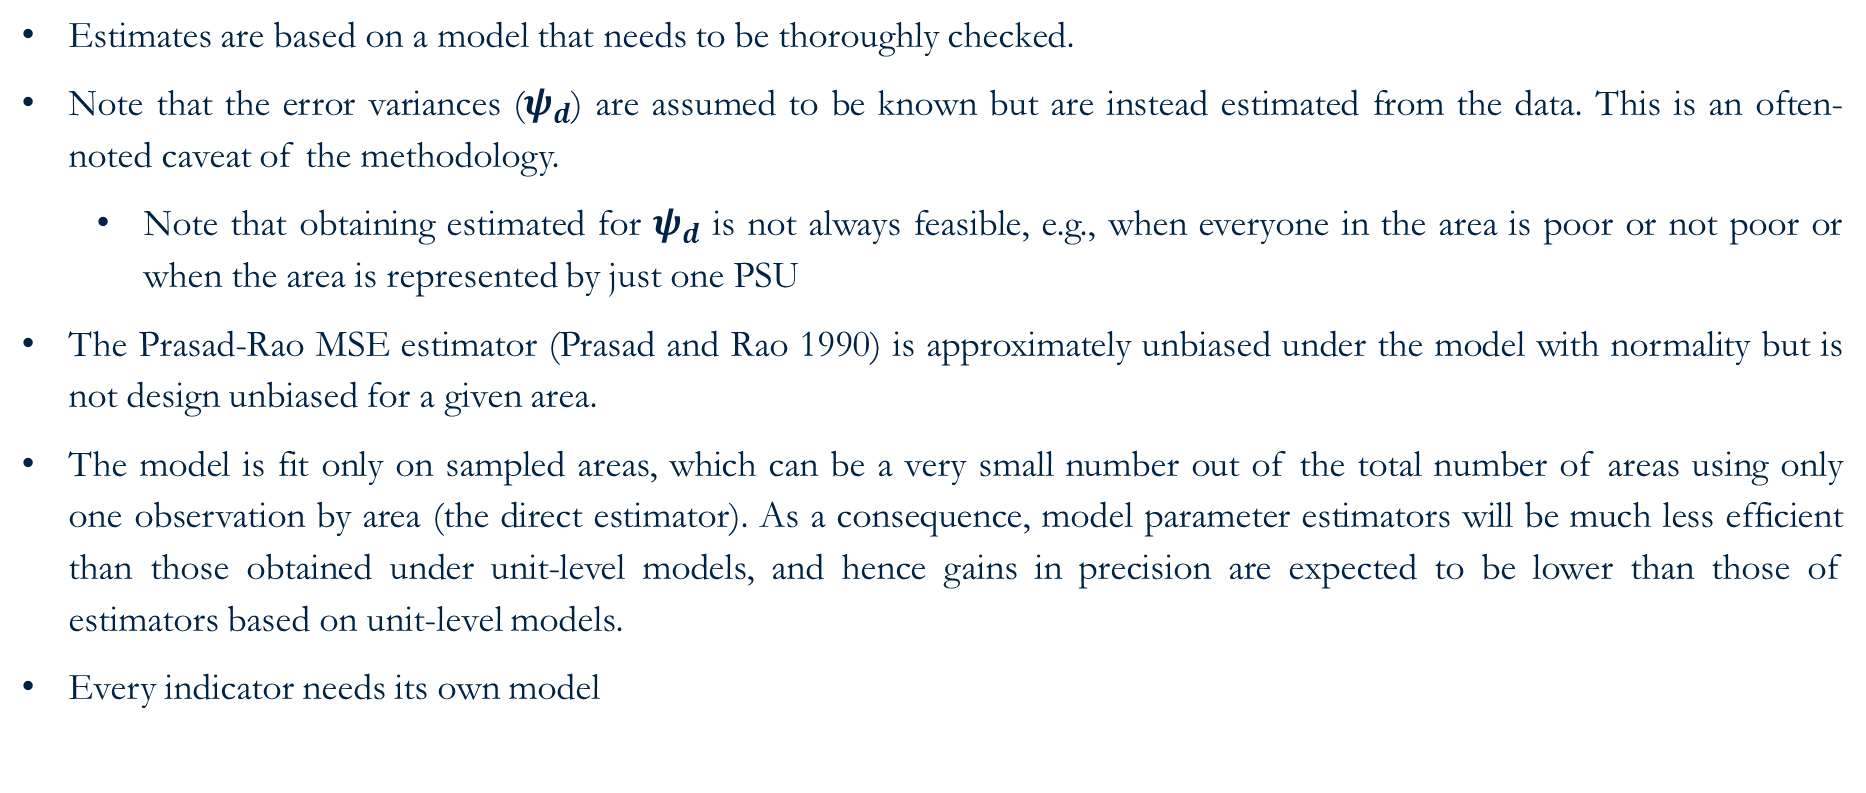 • Estimates are based on a model that needs to be thoroughly checked.
• Note that the error variances (ψd) are assumed to be known but are instead estimated from the data. This is an often-
noted caveat of the methodology.
• Note that obtaining estimated for ψd is not always feasible, e.g., when everyone in the area is poor or not poor or
when the area is represented by just one PSU
• The Prasad-Rao MSE estimator (Prasad and Rao 1990) is approximately unbiased under the model with normality but is
not design unbiased for a given area.
• The model is fit only on sampled areas, which can be a very small number out of the total number of areas using only
one observation by area (the direct estimator). As a consequence, model parameter estimators will be much less efficient
than those obtained under unit-level models, and hence gains in precision are expected to be lower than those of
estimators based on unit-level models.
• Every indicator needs its own model